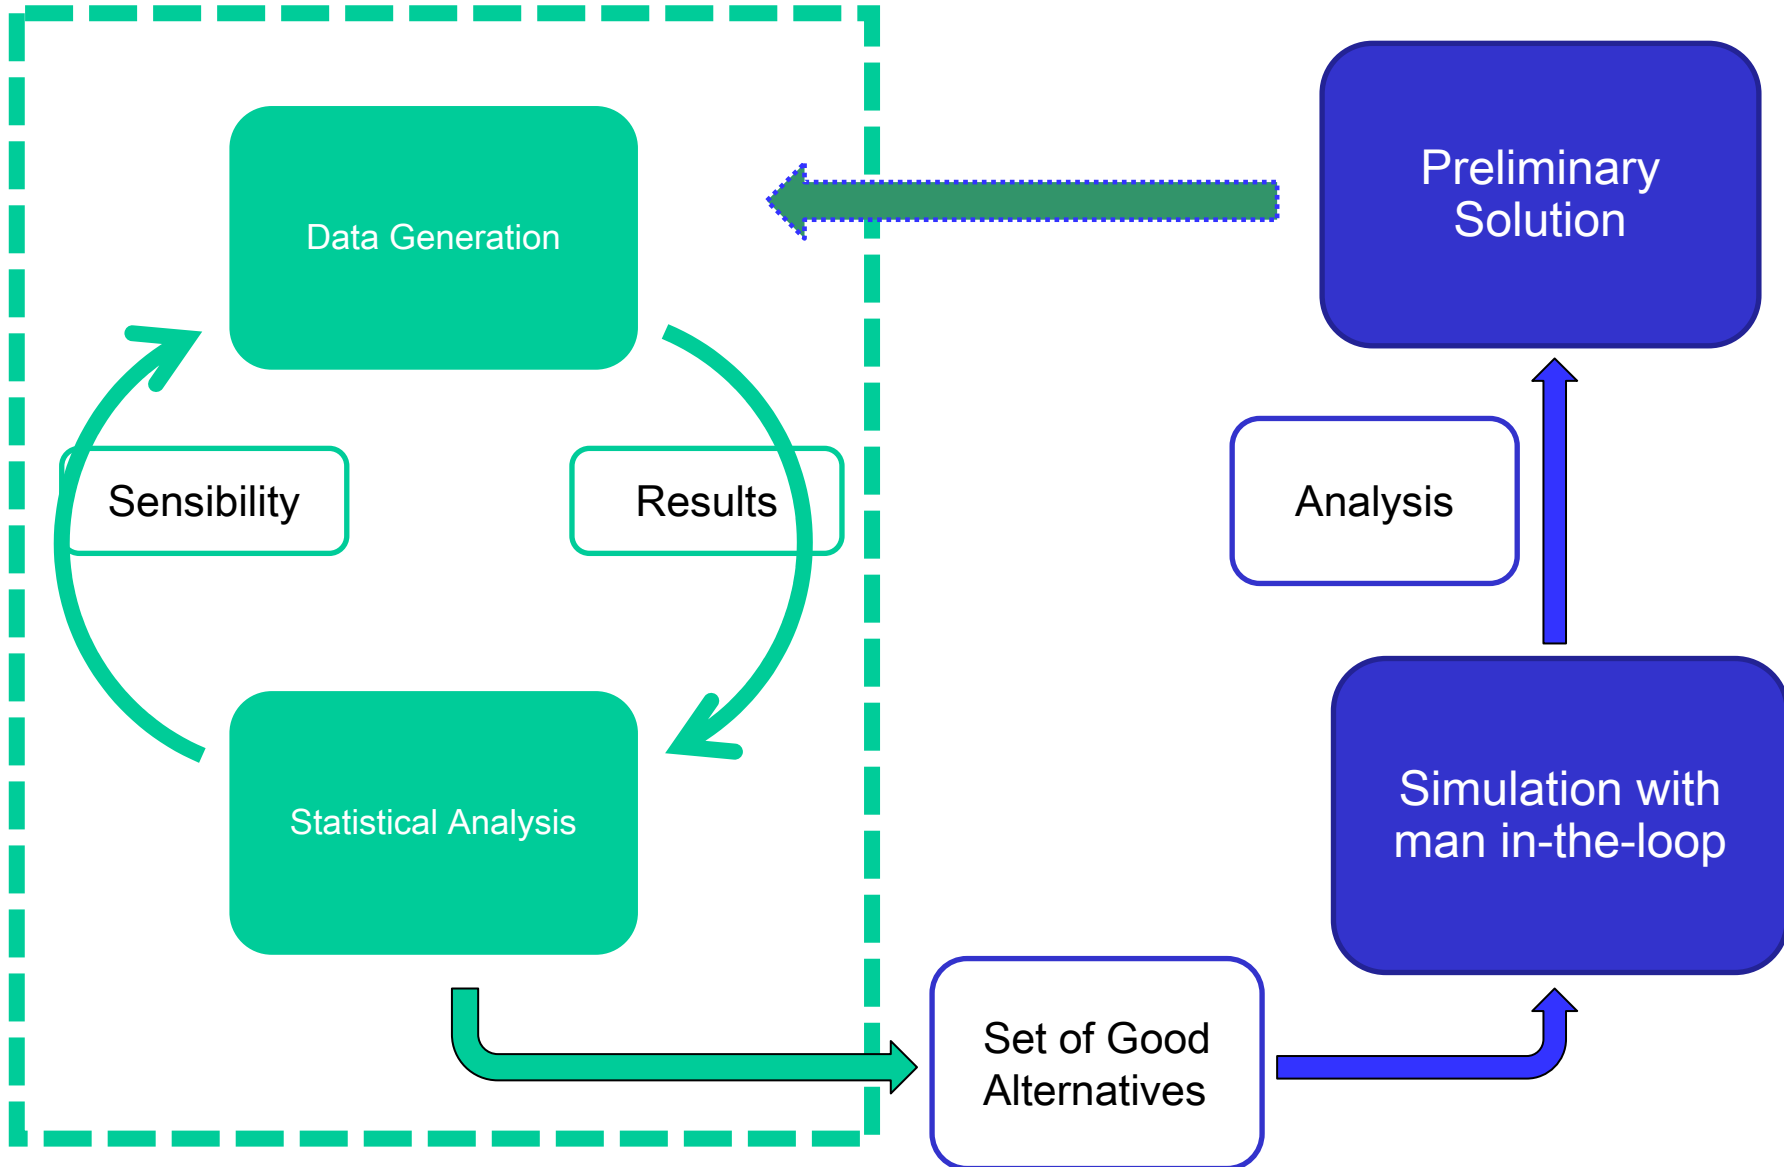 Data Generation
Preliminary
Solution
Sensibility
Results
Analysis
Statistical Analysis
Simulation with
man in-the-loop
Set of Good
Alternatives